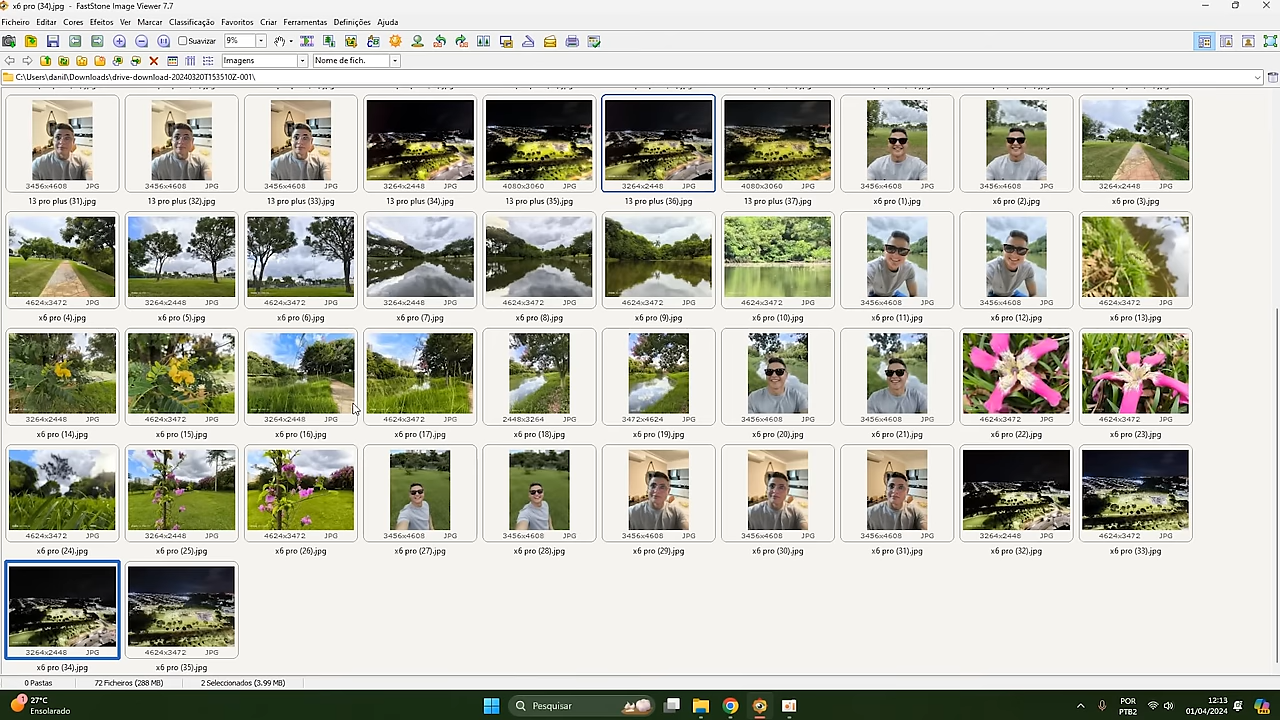 x6 pro (34).jpg - FastStone Image Viewer 7.7
Ficheiro Editar Cores Efeitos Ver Marcar Classificação Favoritos Criar Ferramentas Definições Ajuda
Suavizar 9%
Imagens Nome de fich.
C:\Users\danil\Downloads\drive-download-20240320T153510Z-001\
3456x4608 JPG 3456x4608 JPG 3456x4608 JPG 3264x2448 JPG 4080x3060 JPG 3264x2448 JPG 4080x3060 JPG 3456x4608 JPG 3456x4608 JPG 3264x2448 JPG
13 pro plus (31).jpg 13 pro plus (32).jpg 13 pro plus (33).jpg 13 pro plus (34).jpg 13 pro plus (35).jpg 13 pro plus (36).jpg 13 pro plus (37).jpg x6 pro (1).jpg x6 pro (2).jpg x6 pro (3).jpg
4624x3472 JPG 3264x2448 JPG 4624x3472 JPG 3264x2448 JPG 4624x3472 JPG 4624x3472 JPG 4624x3472 JPG 3456x4608 JPG 3456x4608 JPG 4624x3472 JPG
x6 pro (4).jpg x6 pro (5).jpg x6 pro (6).jpg x6 pro (7).jpg x6 pro (8).jpg x6 pro (9).jpg x6 pro (10).jpg x6 pro (11).jpg x6 pro (12).jpg x6 pro (13).jpg
3264x2448 JPG 4624x3472 JPG 3264x2448 JPG 4624x3472 JPG 2448x3264 JPG 3472x4624 JPG 3456x4608 JPG 3456x4608 JPG 4624x3472 JPG 4624x3472 JPG
x6 pro (14).jpg x6 pro (15).jpg x6 pro (16).jpg x6 pro (17).jpg x6 pro (18).jpg x6 pro (19).jpg x6 pro (20).jpg x6 pro (21).jpg x6 pro (22).jpg x6 pro (23).jpg
4624x3472 JPG 3264x2448 JPG 4624x3472 JPG 3456x4608 JPG 3456x4608 JPG 3456x4608 JPG 3456x4608 JPG 3456x4608 JPG 3264x2448 JPG 4624x3472 JPG
x6 pro (24).jpg x6 pro (25).jpg x6 pro (26).jpg x6 pro (27).jpg x6 pro (28).jpg x6 pro (29).jpg x6 pro (30).jpg x6 pro (31).jpg x6 pro (32).jpg x6 pro (33).jpg
3264x2448 JPG 4624x3472 JPG
x6 pro (34).jpg x6 pro (35).jpg
0 Pastas 72 Ficheiros (288 MB) 2 Seleccionados (3.99 MB)
1 27°C
Ensolarado
Pesquisar
POR
PTB2
12:13
01/04/2024